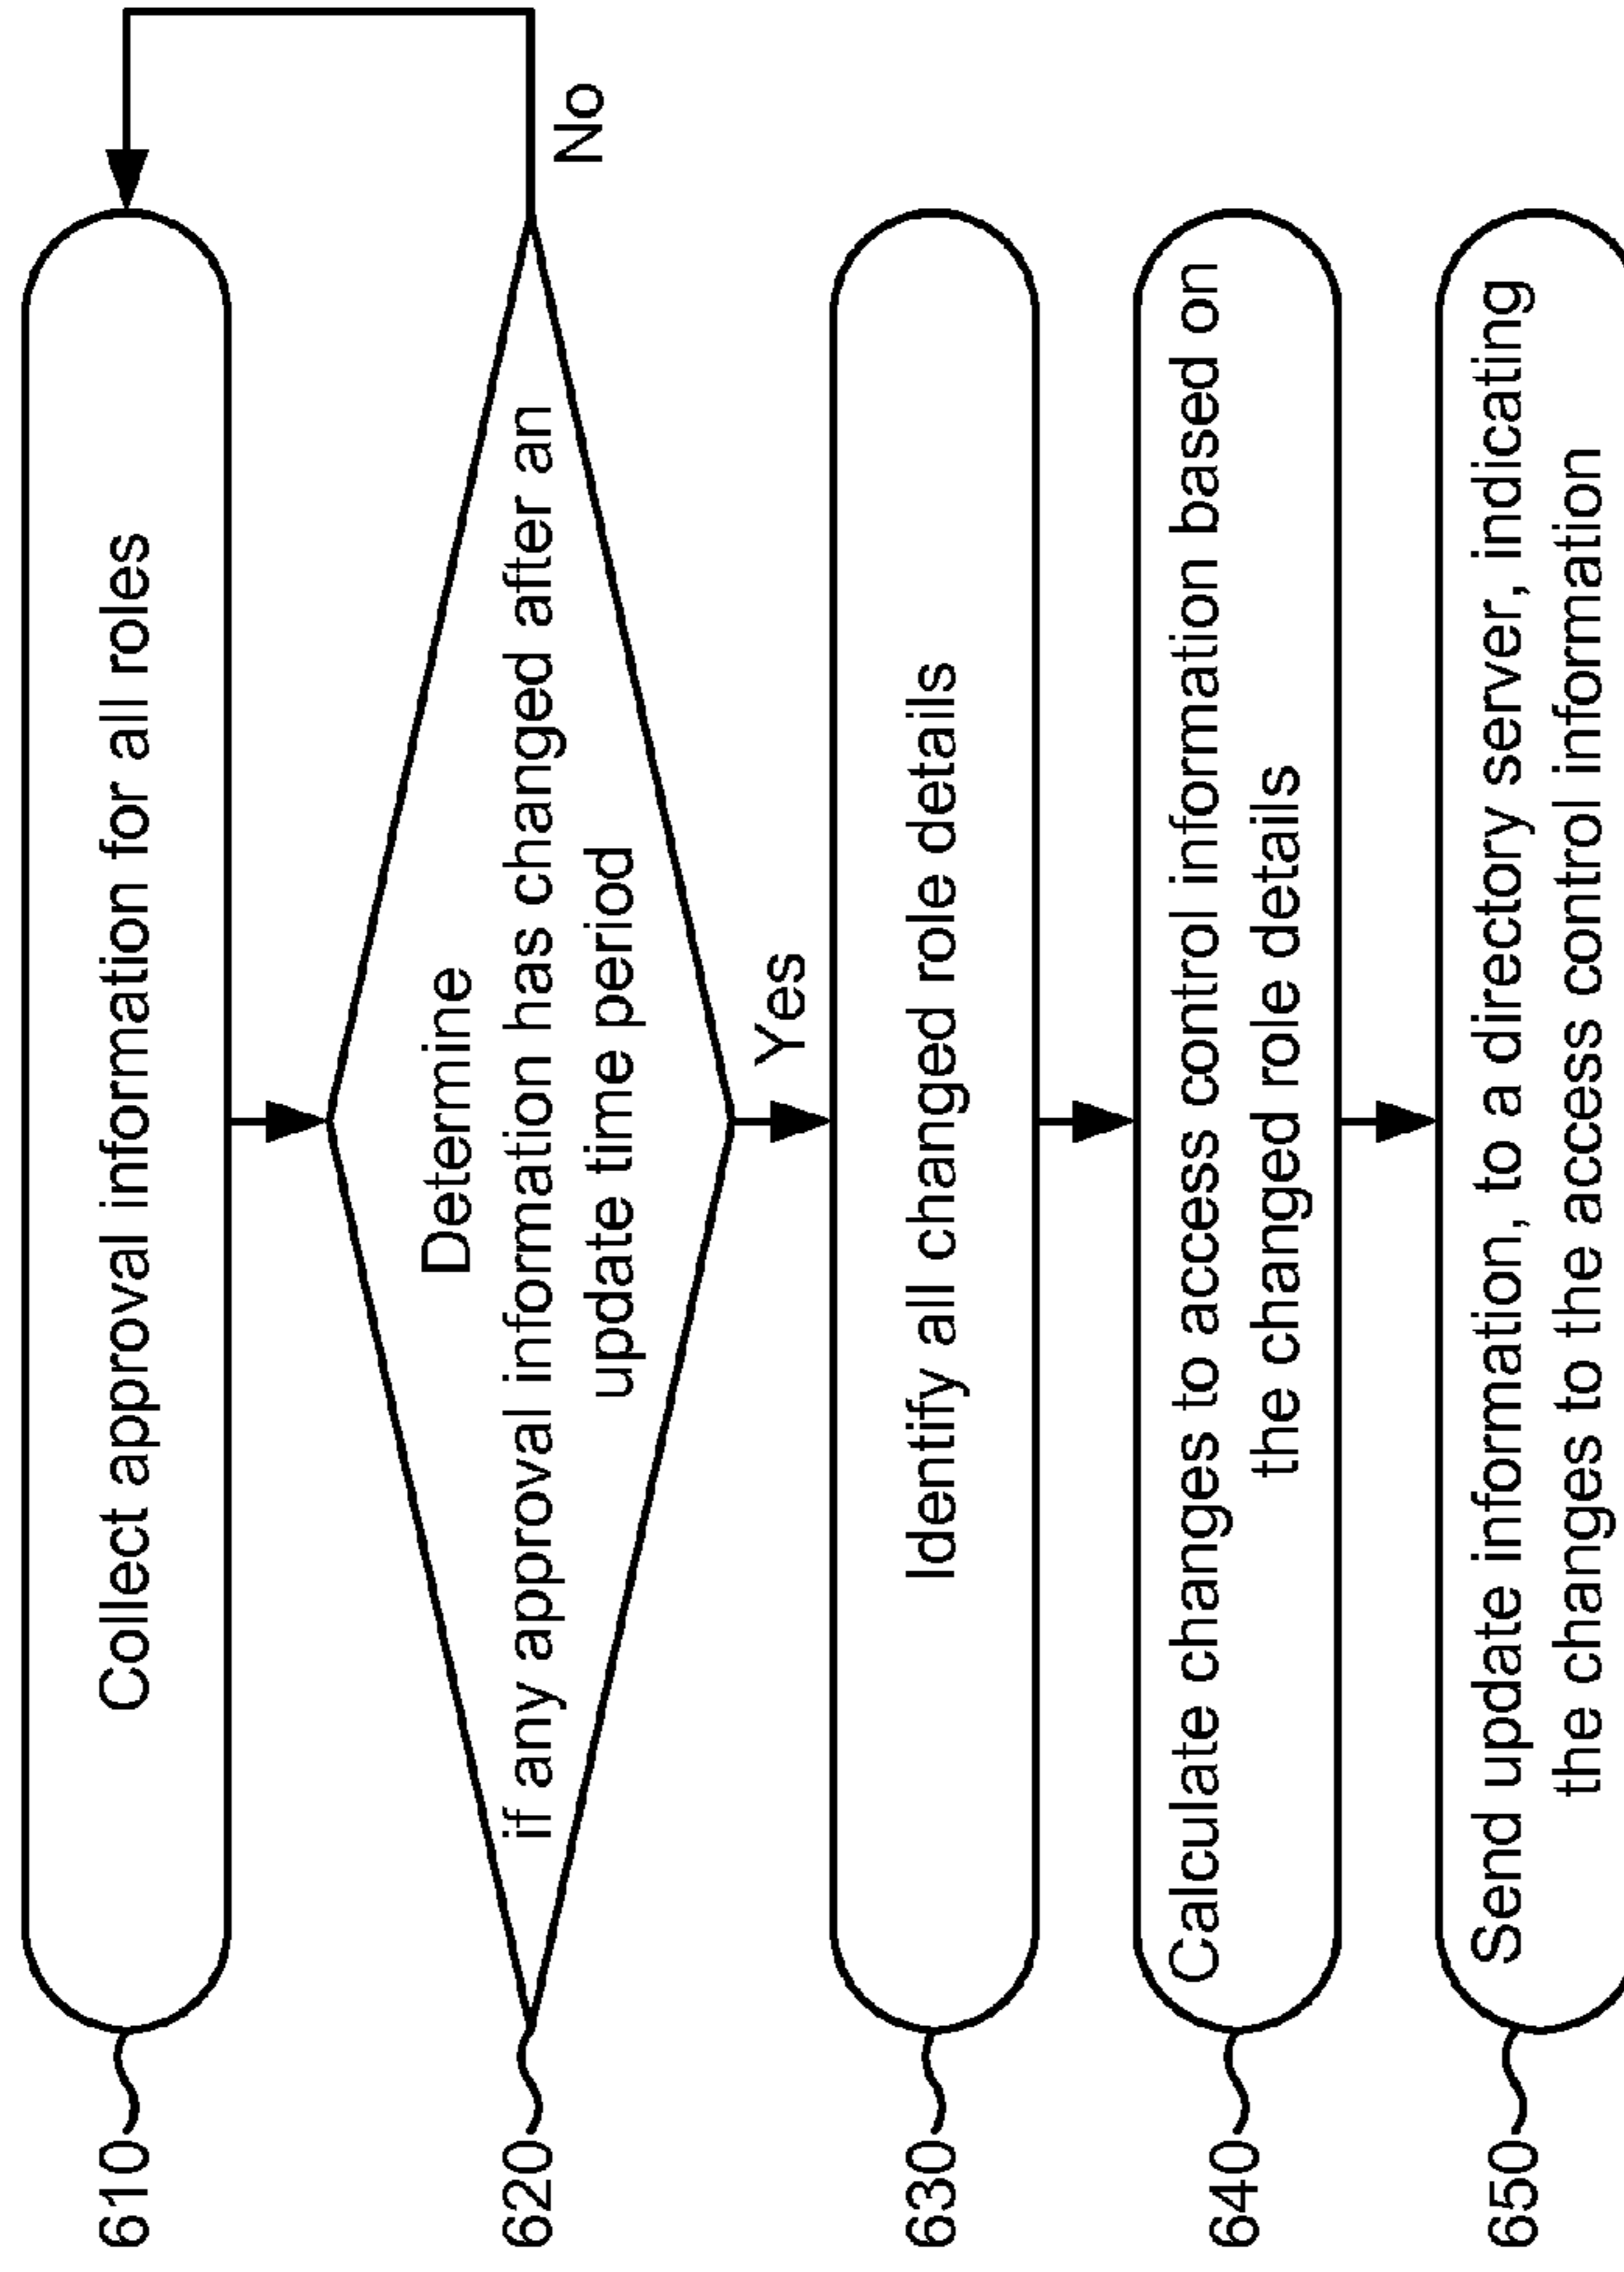 610
Collect approval information for all roles
620
Determine
if any approval information has changed after an
update time period
No
Yes
630
Identify all changed role details
640
Calculate changes to access control information based on
the changed role details
650
Send update information, to a directory server, indicating
the changes to the access control information